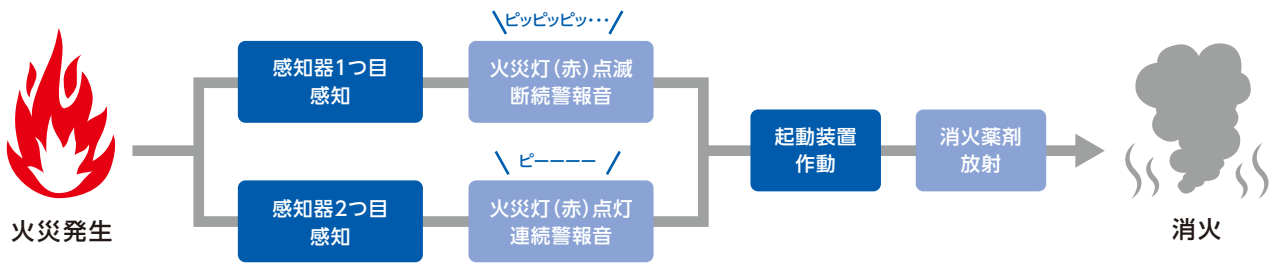 火災発生
感知器1つ目
感知
ピッピッピッ･･･
火災灯（赤）点滅
断続警報音
感知器2つ目
感知
ピーーーー
火災灯（赤）点灯
連続警報音
起動装置
作動
消火薬剤
放射
消火